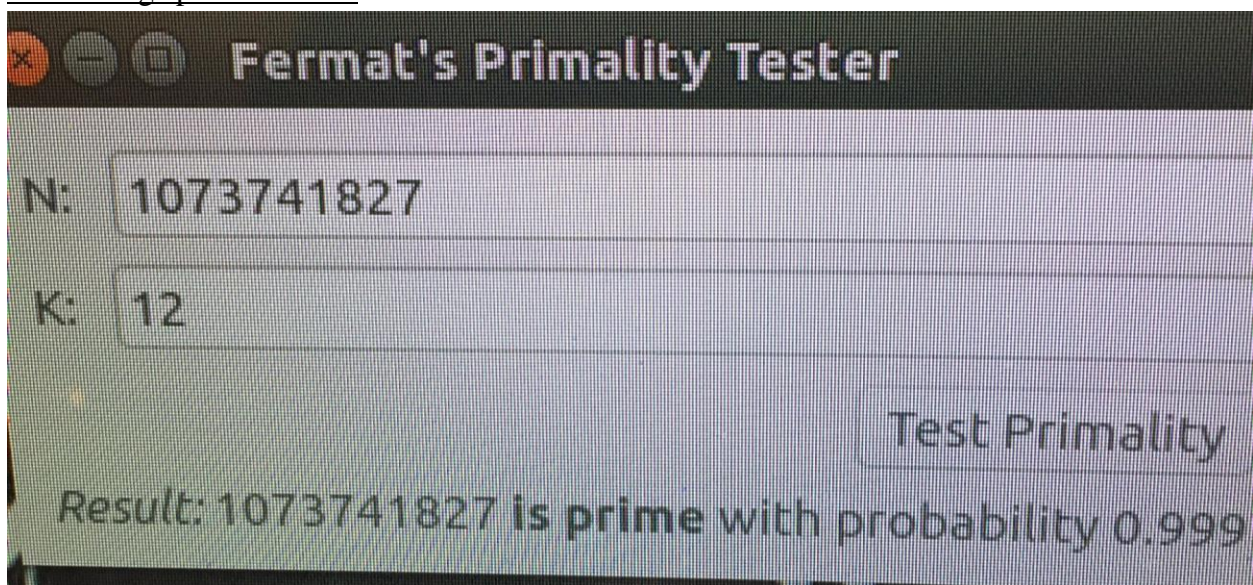 Fermat's Primality Tester
N: 1073741827
K: 12
Test Primality
Result: 1073741827 is prime with probability 0.999